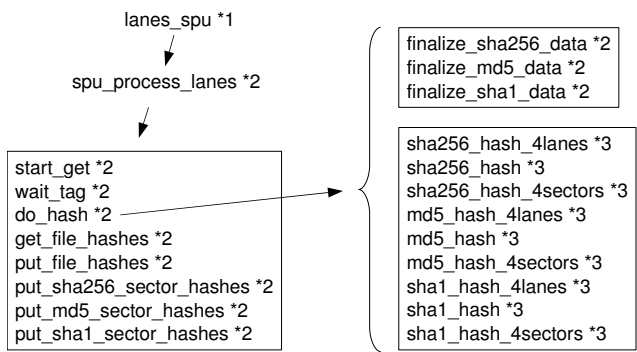 lanes_spu *1
spu_process_lanes *2
start_get *2
wait_tag *2
do_hash *2
get_file_hashes *2
put_file_hashes *2
put_sha256_sector_hashes *2
put_md5_sector_hashes *2
put_sha1_sector_hashes *2
finalize_sha256_data *2
finalize_md5_data *2
finalize_sha1_data *2
sha256_hash_4lanes *3
sha256_hash *3
sha256_hash_4sectors *3
md5_hash_4lanes *3
md5_hash *3
md5_hash_4sectors *3
sha1_hash_4lanes *3
sha1_hash *3
sha1_hash_4sectors *3